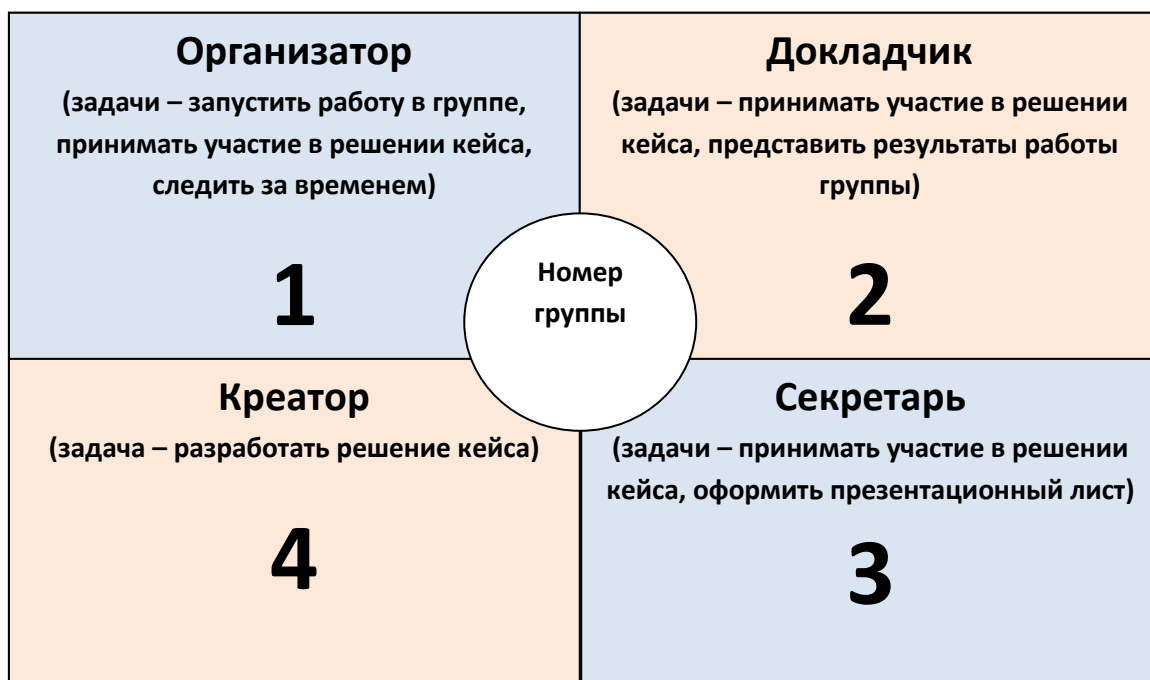 Организатор
(задачи – запустить работу в группе,
принимать участие в решении кейса,
следить за временем)
1
Докладчик
(задачи – принимать участие в решении
кейса, представить результаты работы
группы)
2
Номер
группы
Креатор
(задача – разработать решение кейса)
4
Секретарь
(задачи – принимать участие в решении
кейса, оформить презентационный лист)
3